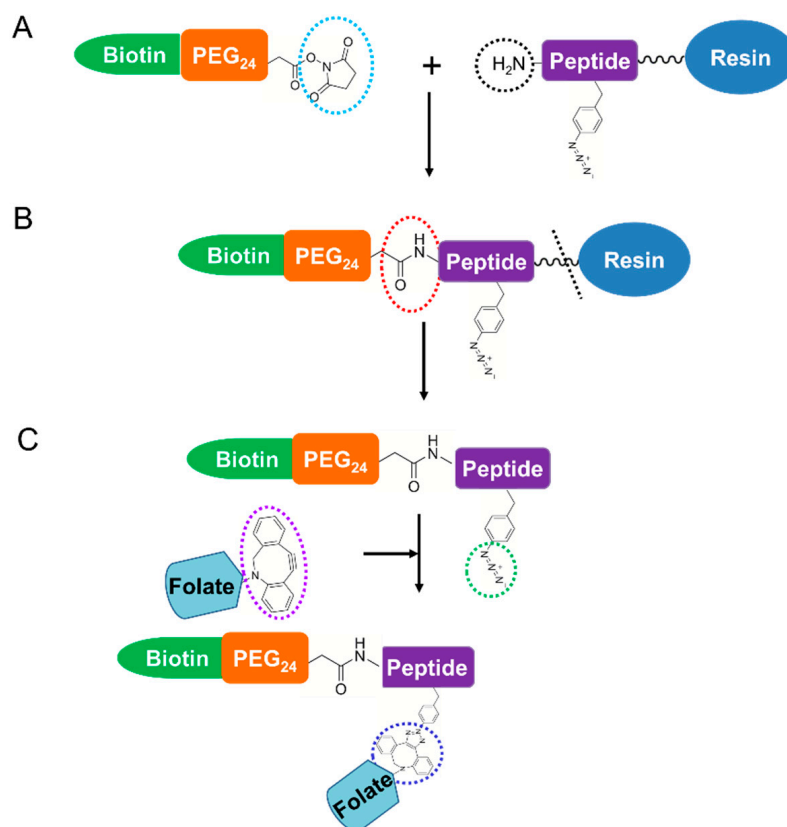 A
Biotin PEG24 O O N O O + H2N Peptide Resin
N=N=N
+ −
B
Biotin PEG24 H N O Peptide Resin
N=N=N
+ −
C
Biotin PEG24 H N O Peptide
N=N=N
+ −
Folate N
Biotin PEG24 H N O Peptide
N N N
N
Folate